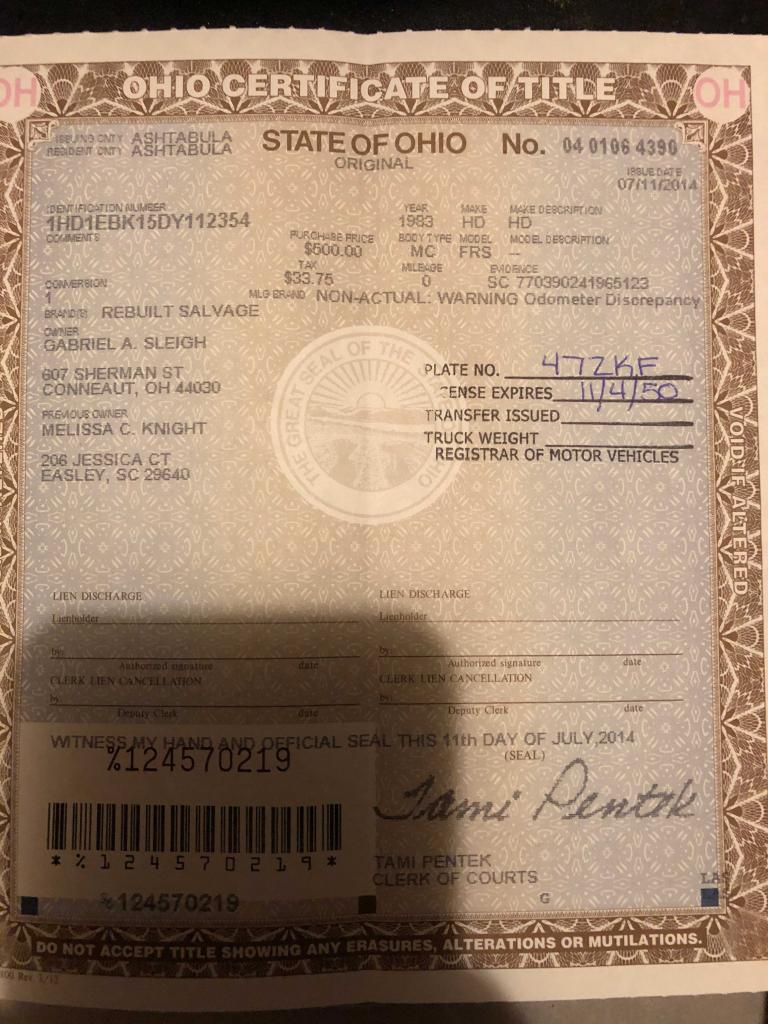 OH OHIO CERTIFICATE OF TITLE OH
ISSUING CNTY ASHTABULA
RESIDENT CNTY ASHTABULA
STATE OF OHIO No. 04 0106 4390
ORIGINAL
ISSUE DATE
07/11/2014
IDENTIFICATION NUMBER YEAR MAKE MAKE DESCRIPTION
1HD1EBK15DY112354 1983 HD HD
COMMENTS PURCHASE PRICE BODY TYPE MODEL MODEL DESCRIPTION
$500.00 MC FRS --
TAX MILEAGE EVIDENCE
CONVERSION $33.75 0 SC 770390241965123
1 MLG BRAND NON-ACTUAL: WARNING Odometer Discrepancy
BRAND(S) REBUILT SALVAGE
OWNER
GABRIEL A. SLEIGH
607 SHERMAN ST
CONNEAUT, OH 44030
PREVIOUS OWNER
MELISSA C. KNIGHT
206 JESSICA CT
EASLEY, SC 29640
THE GREAT SEAL OF THE
OHIO
PLATE NO. 47ZKF
CENSE EXPIRES 11/4/50
TRANSFER ISSUED
TRUCK WEIGHT
REGISTRAR OF MOTOR VEHICLES
VOID IF ALTERED
LIEN DISCHARGE LIEN DISCHARGE
Lienholder Lienholder
by: by:
Authorized signature date Authorized signature date
CLERK LIEN CANCELLATION CLERK LIEN CANCELLATION
by: by:
Deputy Clerk date Deputy Clerk date
WITNESS MY HAND AND OFFICIAL SEAL THIS 11th DAY OF JULY,2014
(SEAL)
%124570219
Tami Pentek
*%124570219*
TAMI PENTEK
CLERK OF COURTS
%124570219
G
DO NOT ACCEPT TITLE SHOWING ANY ERASURES, ALTERATIONS OR MUTILATIONS.